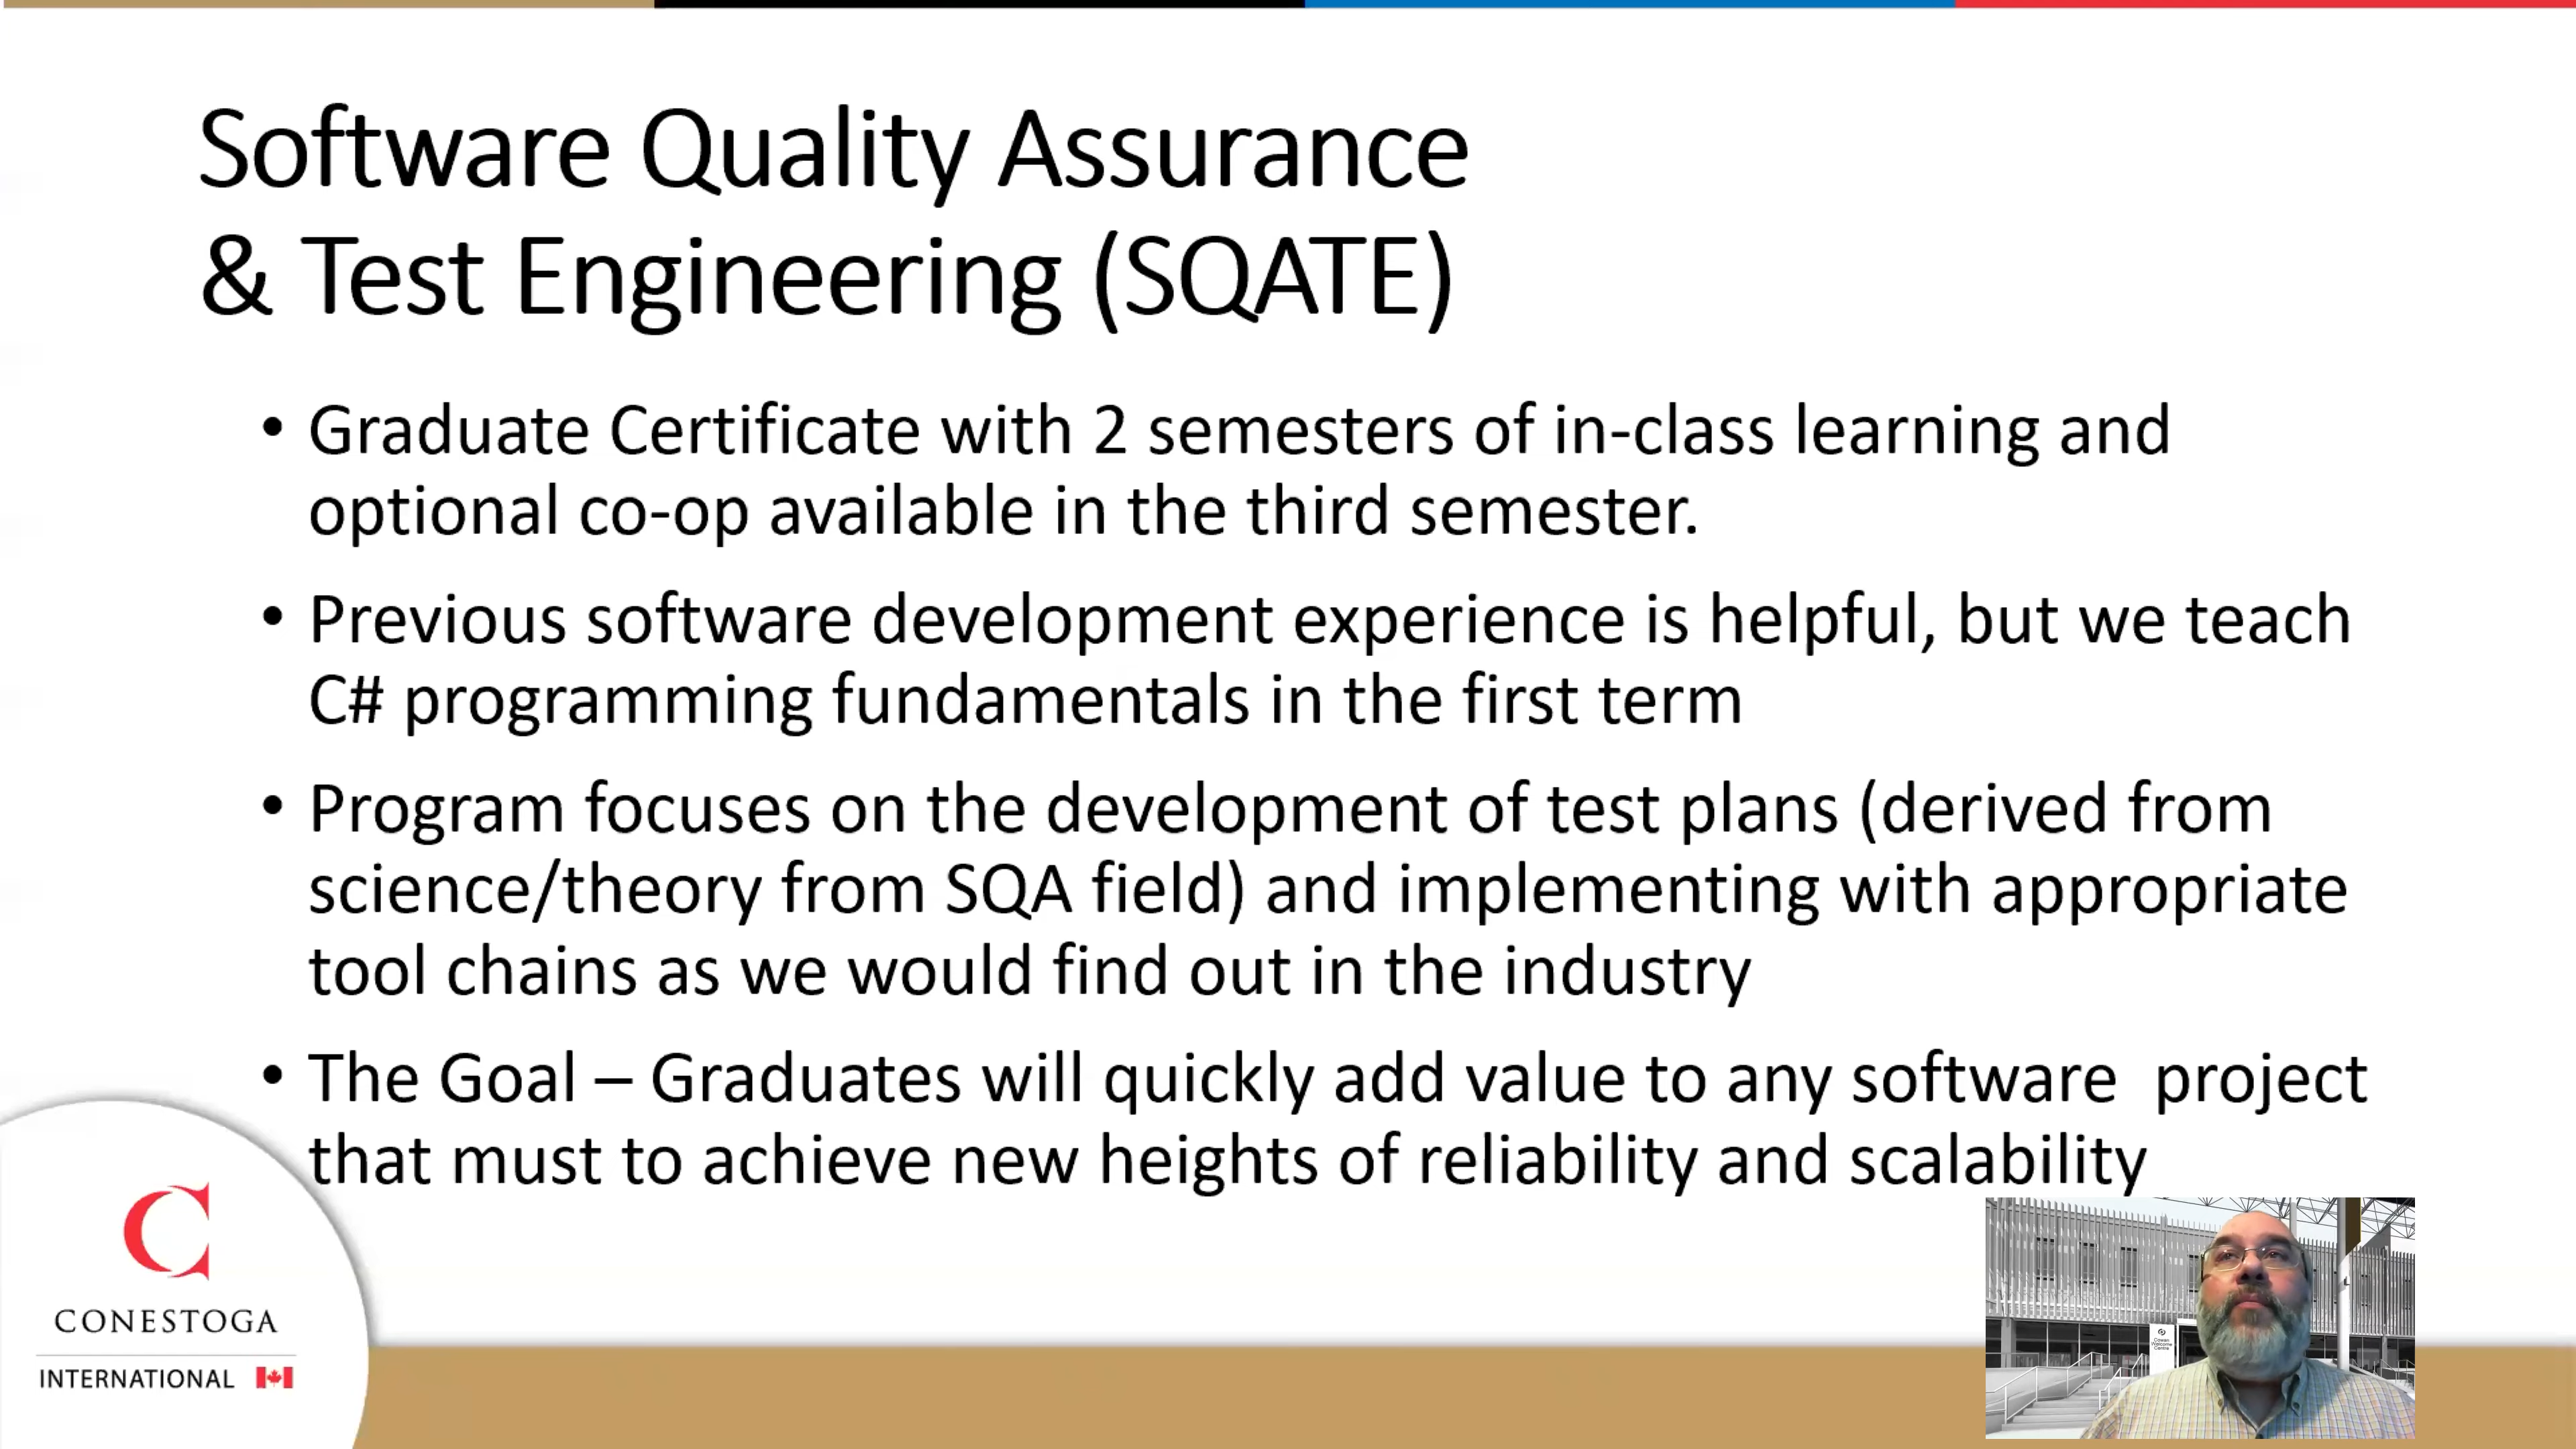 Software Quality Assurance
& Test Engineering (SQATE)
• Graduate Certificate with 2 semesters of in-class learning and
optional co-op available in the third semester.
• Previous software development experience is helpful, but we teach
C# programming fundamentals in the first term
• Program focuses on the development of test plans (derived from
science/theory from SQA field) and implementing with appropriate
tool chains as we would find out in the industry
• The Goal – Graduates will quickly add value to any software  project
that must to achieve new heights of reliability and scalability
C
CONESTOGA
INTERNATIONAL
Cowan
Welcome
Centre